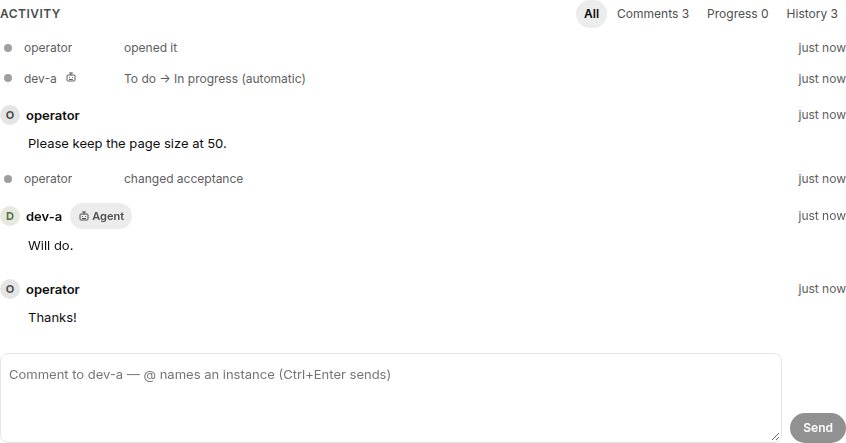 ACTIVITY All Comments 3 Progress 0 History 3
operator opened it just now
dev-a To do → In progress (automatic) just now
O operator just now
Please keep the page size at 50.
operator changed acceptance just now
D dev-a Agent just now
Will do.
O operator just now
Thanks!
Comment to dev-a — @ names an instance (Ctrl+Enter sends)
Send